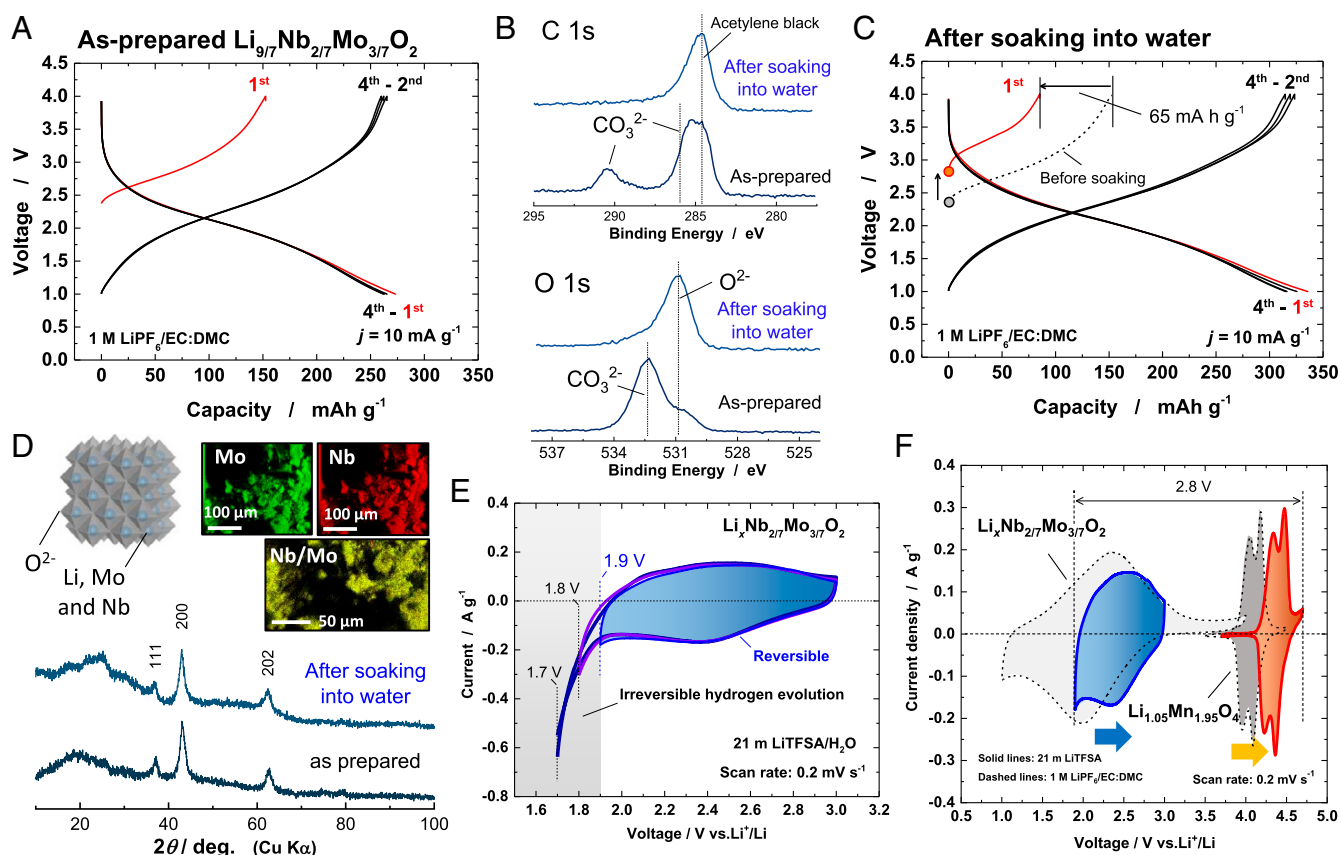 A
As-prepared Li9/7Nb2/7Mo3/7O2
4.5
4.0
3.5
3.0
2.5
2.0
1.5
1.0
0.5
0.0
Voltage / V
1st
4th - 2nd
4th - 1st
1 M LiPF6/EC:DMC
j = 10 mA g-1
0 50 100 150 200 250 300 350
Capacity / mAh g-1
B
C 1s
Acetylene black
After soaking
into water
CO3 2-
As-prepared
295 290 285 280
Binding Energy / eV
O 1s
O2-
After soaking
into water
CO3 2-
As-prepared
537 534 531 528 524
Binding Energy / eV
C
After soaking into water
4.5
4.0
3.5
3.0
2.5
2.0
1.5
1.0
0.5
0.0
Voltage / V
1st
4th - 2nd
65 mA h g-1
Before soaking
4th - 1st
1 M LiPF6/EC:DMC
j = 10 mA g-1
0 50 100 150 200 250 300 350
Capacity / mAh g-1
D
O2-
Li, Mo
and Nb
Mo
100 μm
Nb
100 μm
Nb/Mo
50 μm
111
200
202
After soaking
into water
as prepared
20 40 60 80 100
2θ / deg. (Cu Kα)
E
0.4
0.2
0.0
-0.2
-0.4
-0.6
-0.8
Current / A g-1
LixNb2/7Mo3/7O2
1.9 V
1.8 V
1.7 V
Reversible
Irreversible hydrogen evolution
21 m LiTFSA/H2O
Scan rate: 0.2 mV s-1
1.6 1.8 2.0 2.2 2.4 2.6 2.8 3.0 3.2
Voltage / V vs.Li+/Li
F
0.4
0.3
0.2
0.1
0.0
-0.1
-0.2
-0.3
-0.4
Current density / A g-1
2.8 V
LixNb2/7Mo3/7O2
Li1.05Mn1.95O4
Solid lines: 21 m LiTFSA
Dashed lines: 1 M LiPF6/EC:DMC
Scan rate: 0.2 mV s-1
0.5 1.0 1.5 2.0 2.5 3.0 3.5 4.0 4.5 5.0
Voltage / V vs.Li+/Li